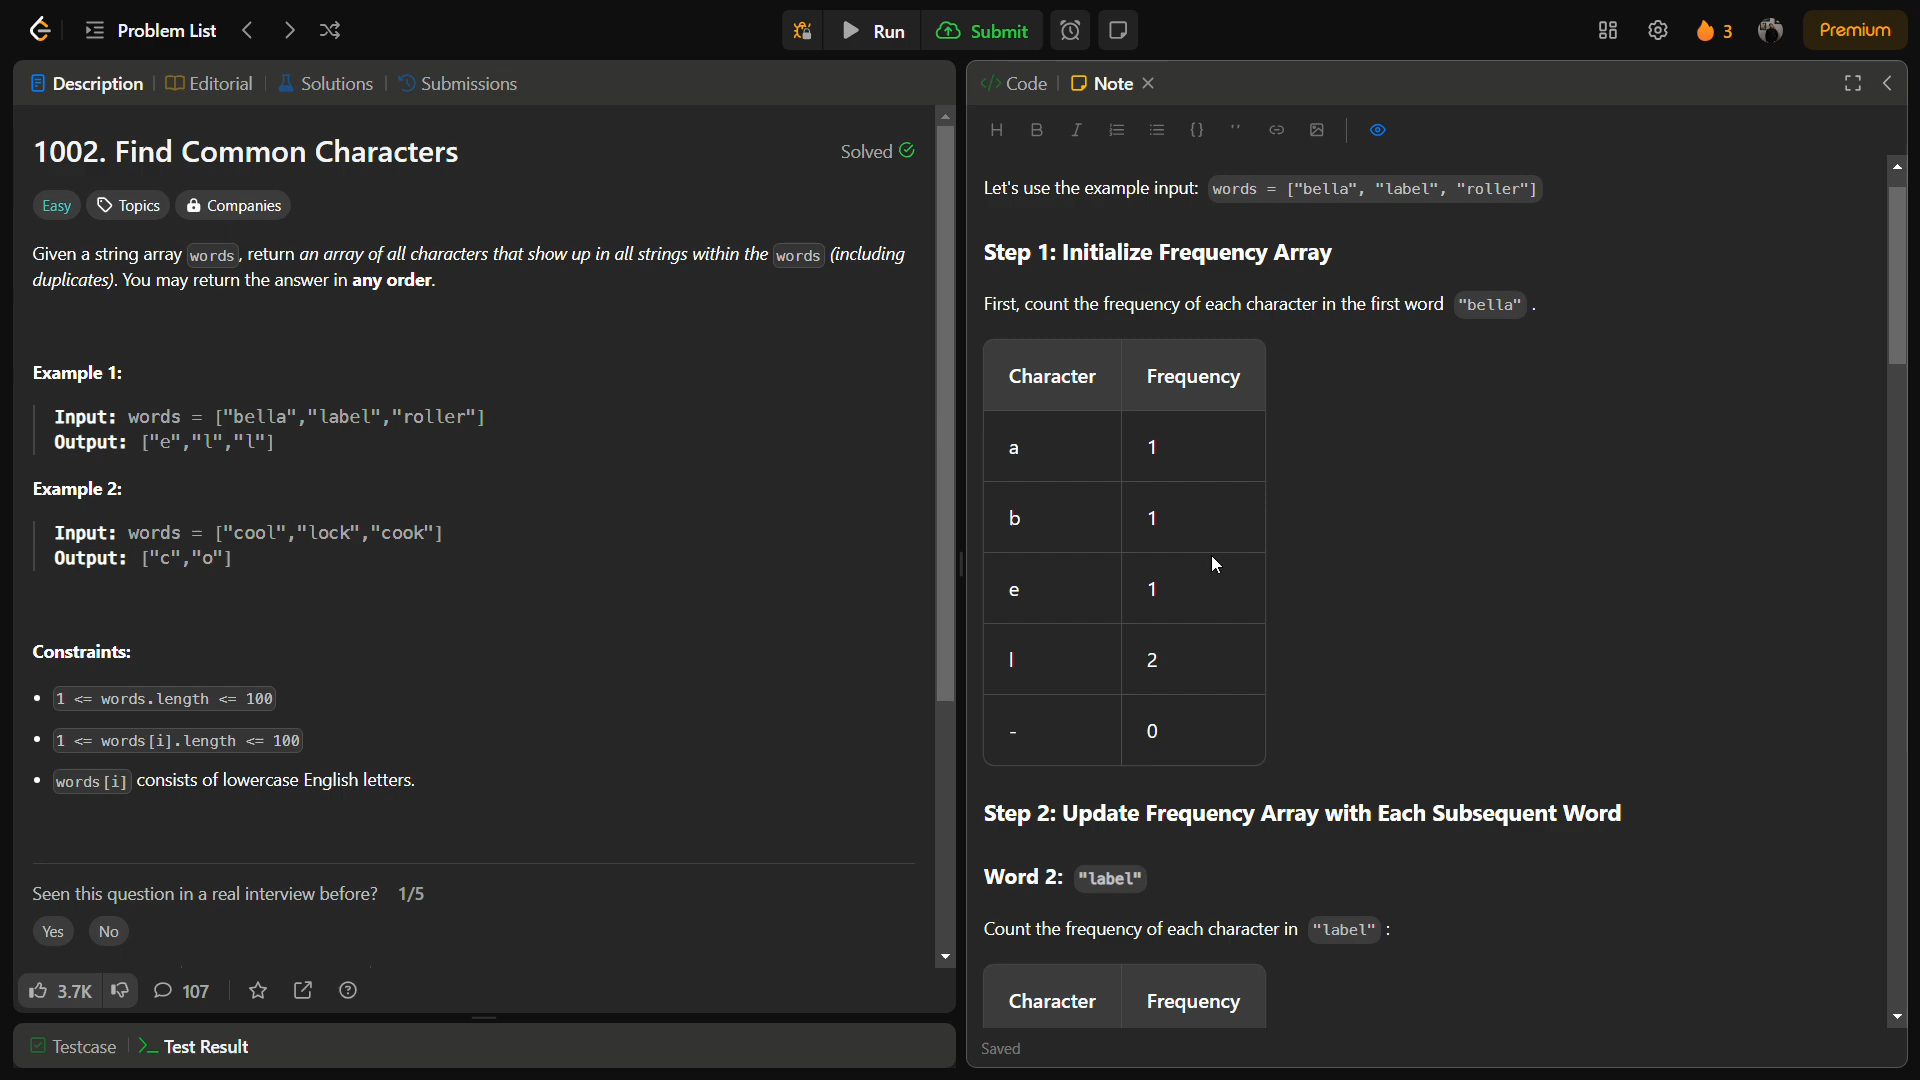 Problem List
Run
Submit
3
Premium
Description
Editorial
Solutions
Submissions
1002. Find Common Characters
Solved
Easy
Topics
Companies
Given a string array words, return an array of all characters that show up in all strings within the words (including
duplicates). You may return the answer in any order.
Example 1:
Input: words = ["bella","label","roller"]
Output: ["e","l","l"]
Example 2:
Input: words = ["cool","lock","cook"]
Output: ["c","o"]
Constraints:
• 1 <= words.length <= 100
• 1 <= words[i].length <= 100
• words[i] consists of lowercase English letters.
Seen this question in a real interview before? 1/5
Yes No
3.7K
107
Testcase
>_ Test Result
</> Code
Note
H B I {} "
Let's use the example input: words = ["bella", "label", "roller"]
Step 1: Initialize Frequency Array
First, count the frequency of each character in the first word "bella" .
Character Frequency
a 1
b 1
e 1
l 2
- 0
Step 2: Update Frequency Array with Each Subsequent Word
Word 2: "label"
Count the frequency of each character in "label" :
Character Frequency
Saved